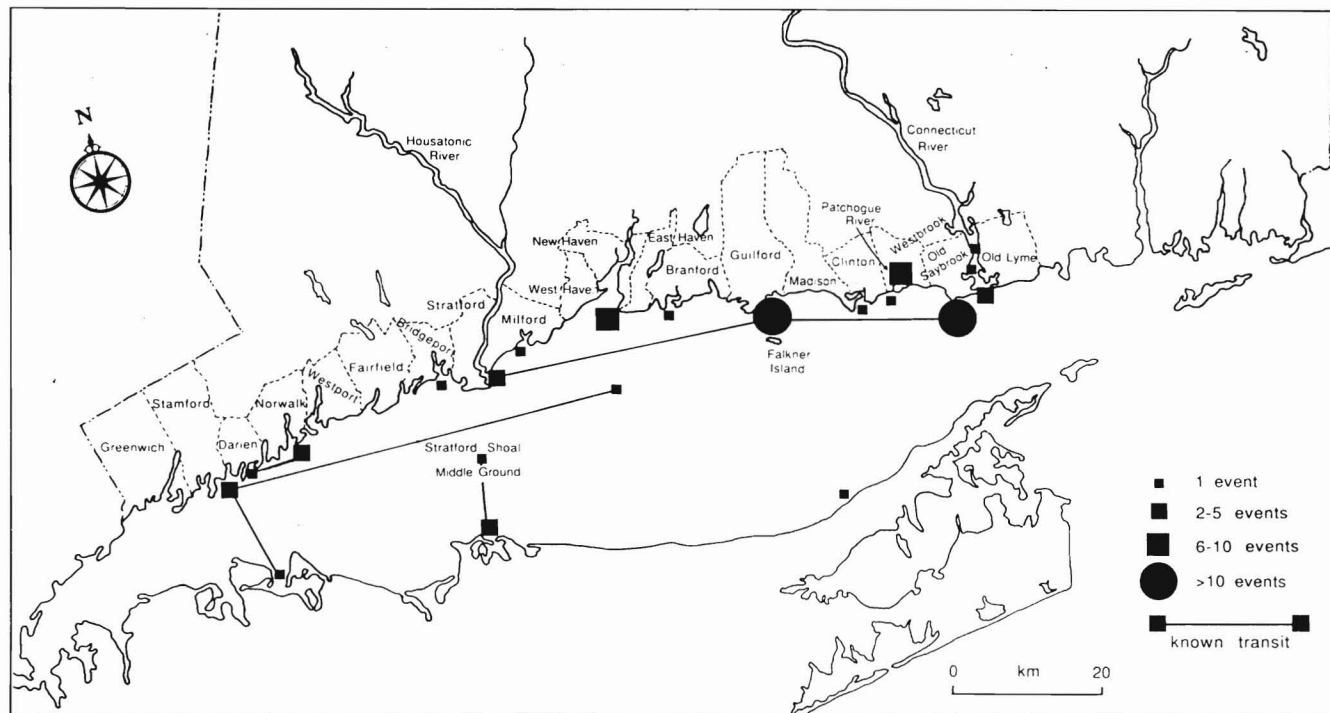 N
Housatonic
River
Connecticut
River
Patchogue
River
Westbrook
New Haven
East Haven
Guilford
Clinton
Old
Saybrook
Old Lyme
West Have
Branford
Madison
Stratford
Milford
Bridgepor
Falkner
Island
Fairfield
Westport
Stamford
Norwalk
Greenwich
Darien
Stratford Shoal
Middle Ground
1 event
2-5 events
6-10 events
>10 events
known transit
0 km 20